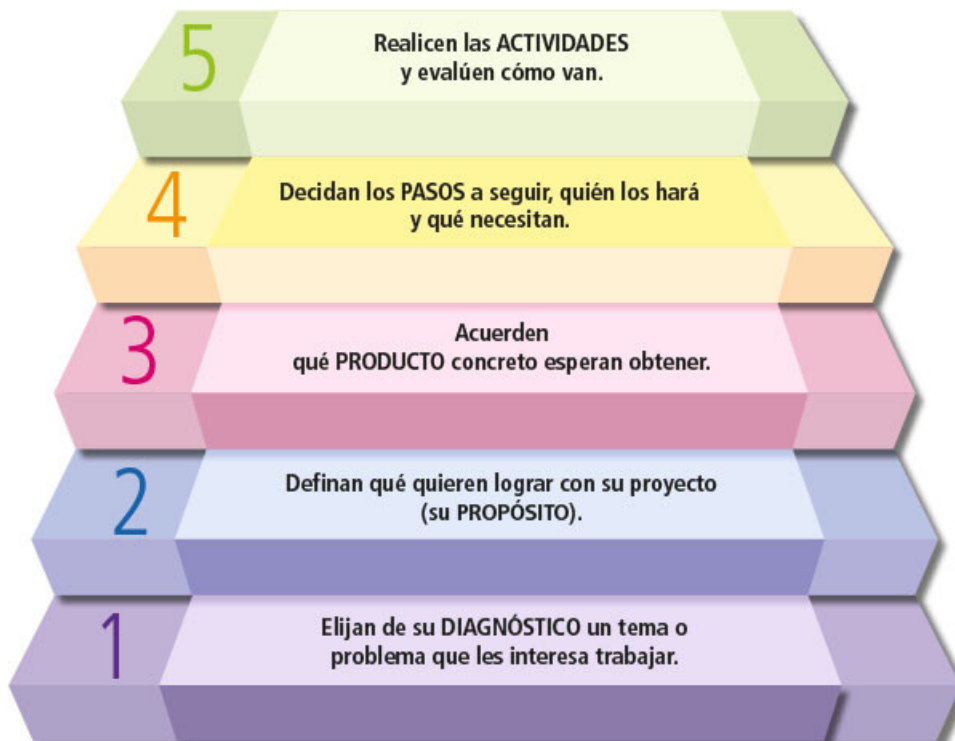 5
Realicen las ACTIVIDADES
y evalúen cómo van.
4
Decidan los PASOS a seguir, quién los hará
y qué necesitan.
3
Acuerden
qué PRODUCTO concreto esperan obtener.
2
Definan qué quieren lograr con su proyecto
(su PROPÓSITO).
1
Elijan de su DIAGNÓSTICO un tema o
problema que les interesa trabajar.